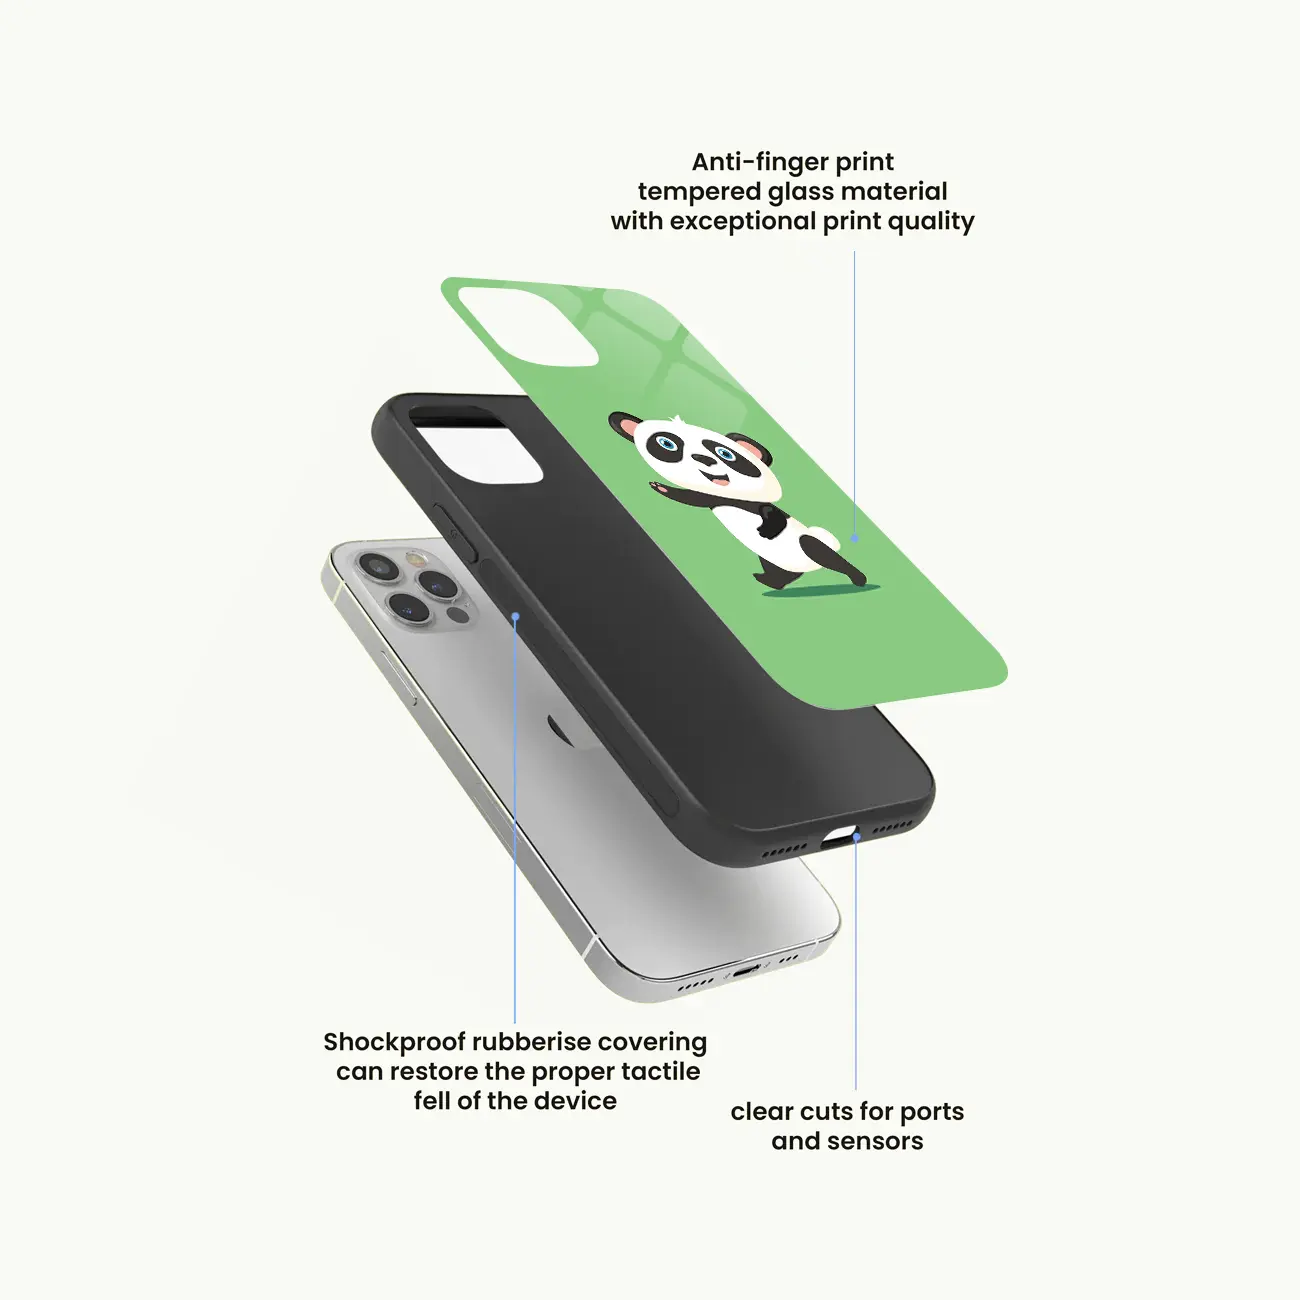 Anti-finger print
tempered glass material
with exceptional print quality
Shockproof rubberise covering
can restore the proper tactile
fell of the device
clear cuts for ports
and sensors